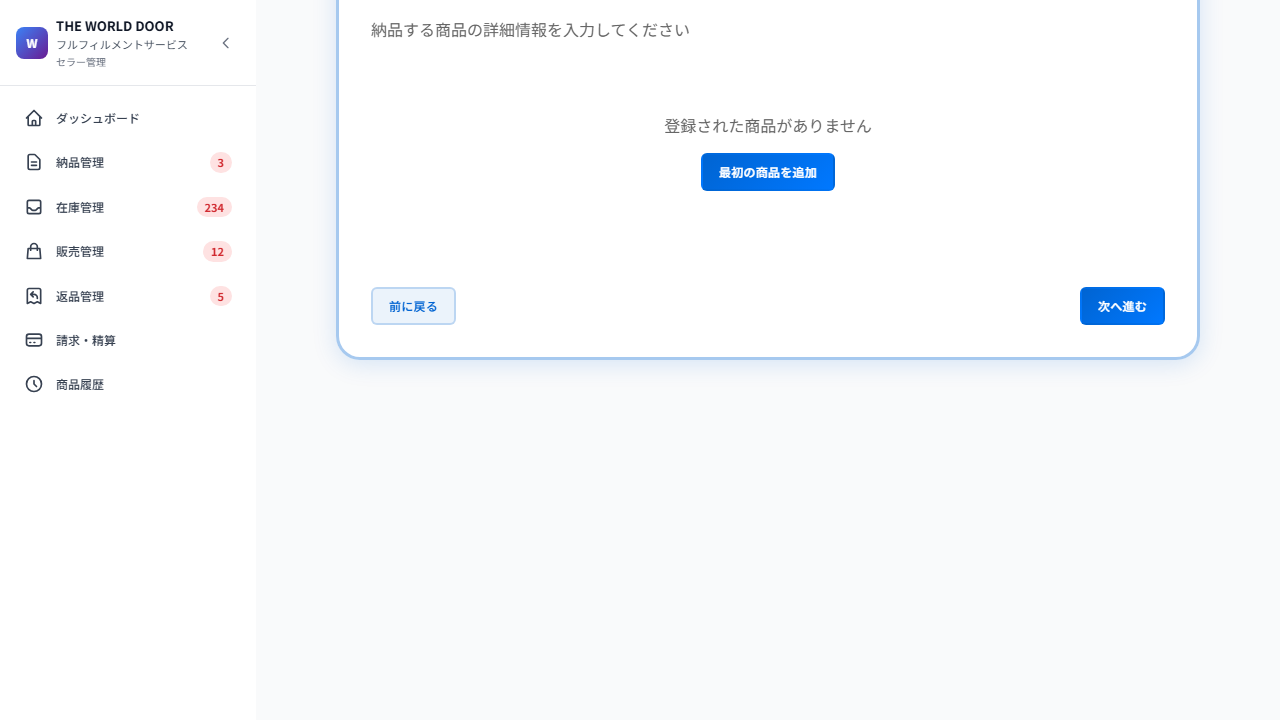 W
THE WORLD DOOR
フルフィルメントサービス
セラー管理
ダッシュボード
納品管理 3
在庫管理 234
販売管理 12
返品管理 5
請求・精算
商品履歴
納品する商品の詳細情報を入力してください
登録された商品がありません
最初の商品を追加
前に戻る
次へ進む